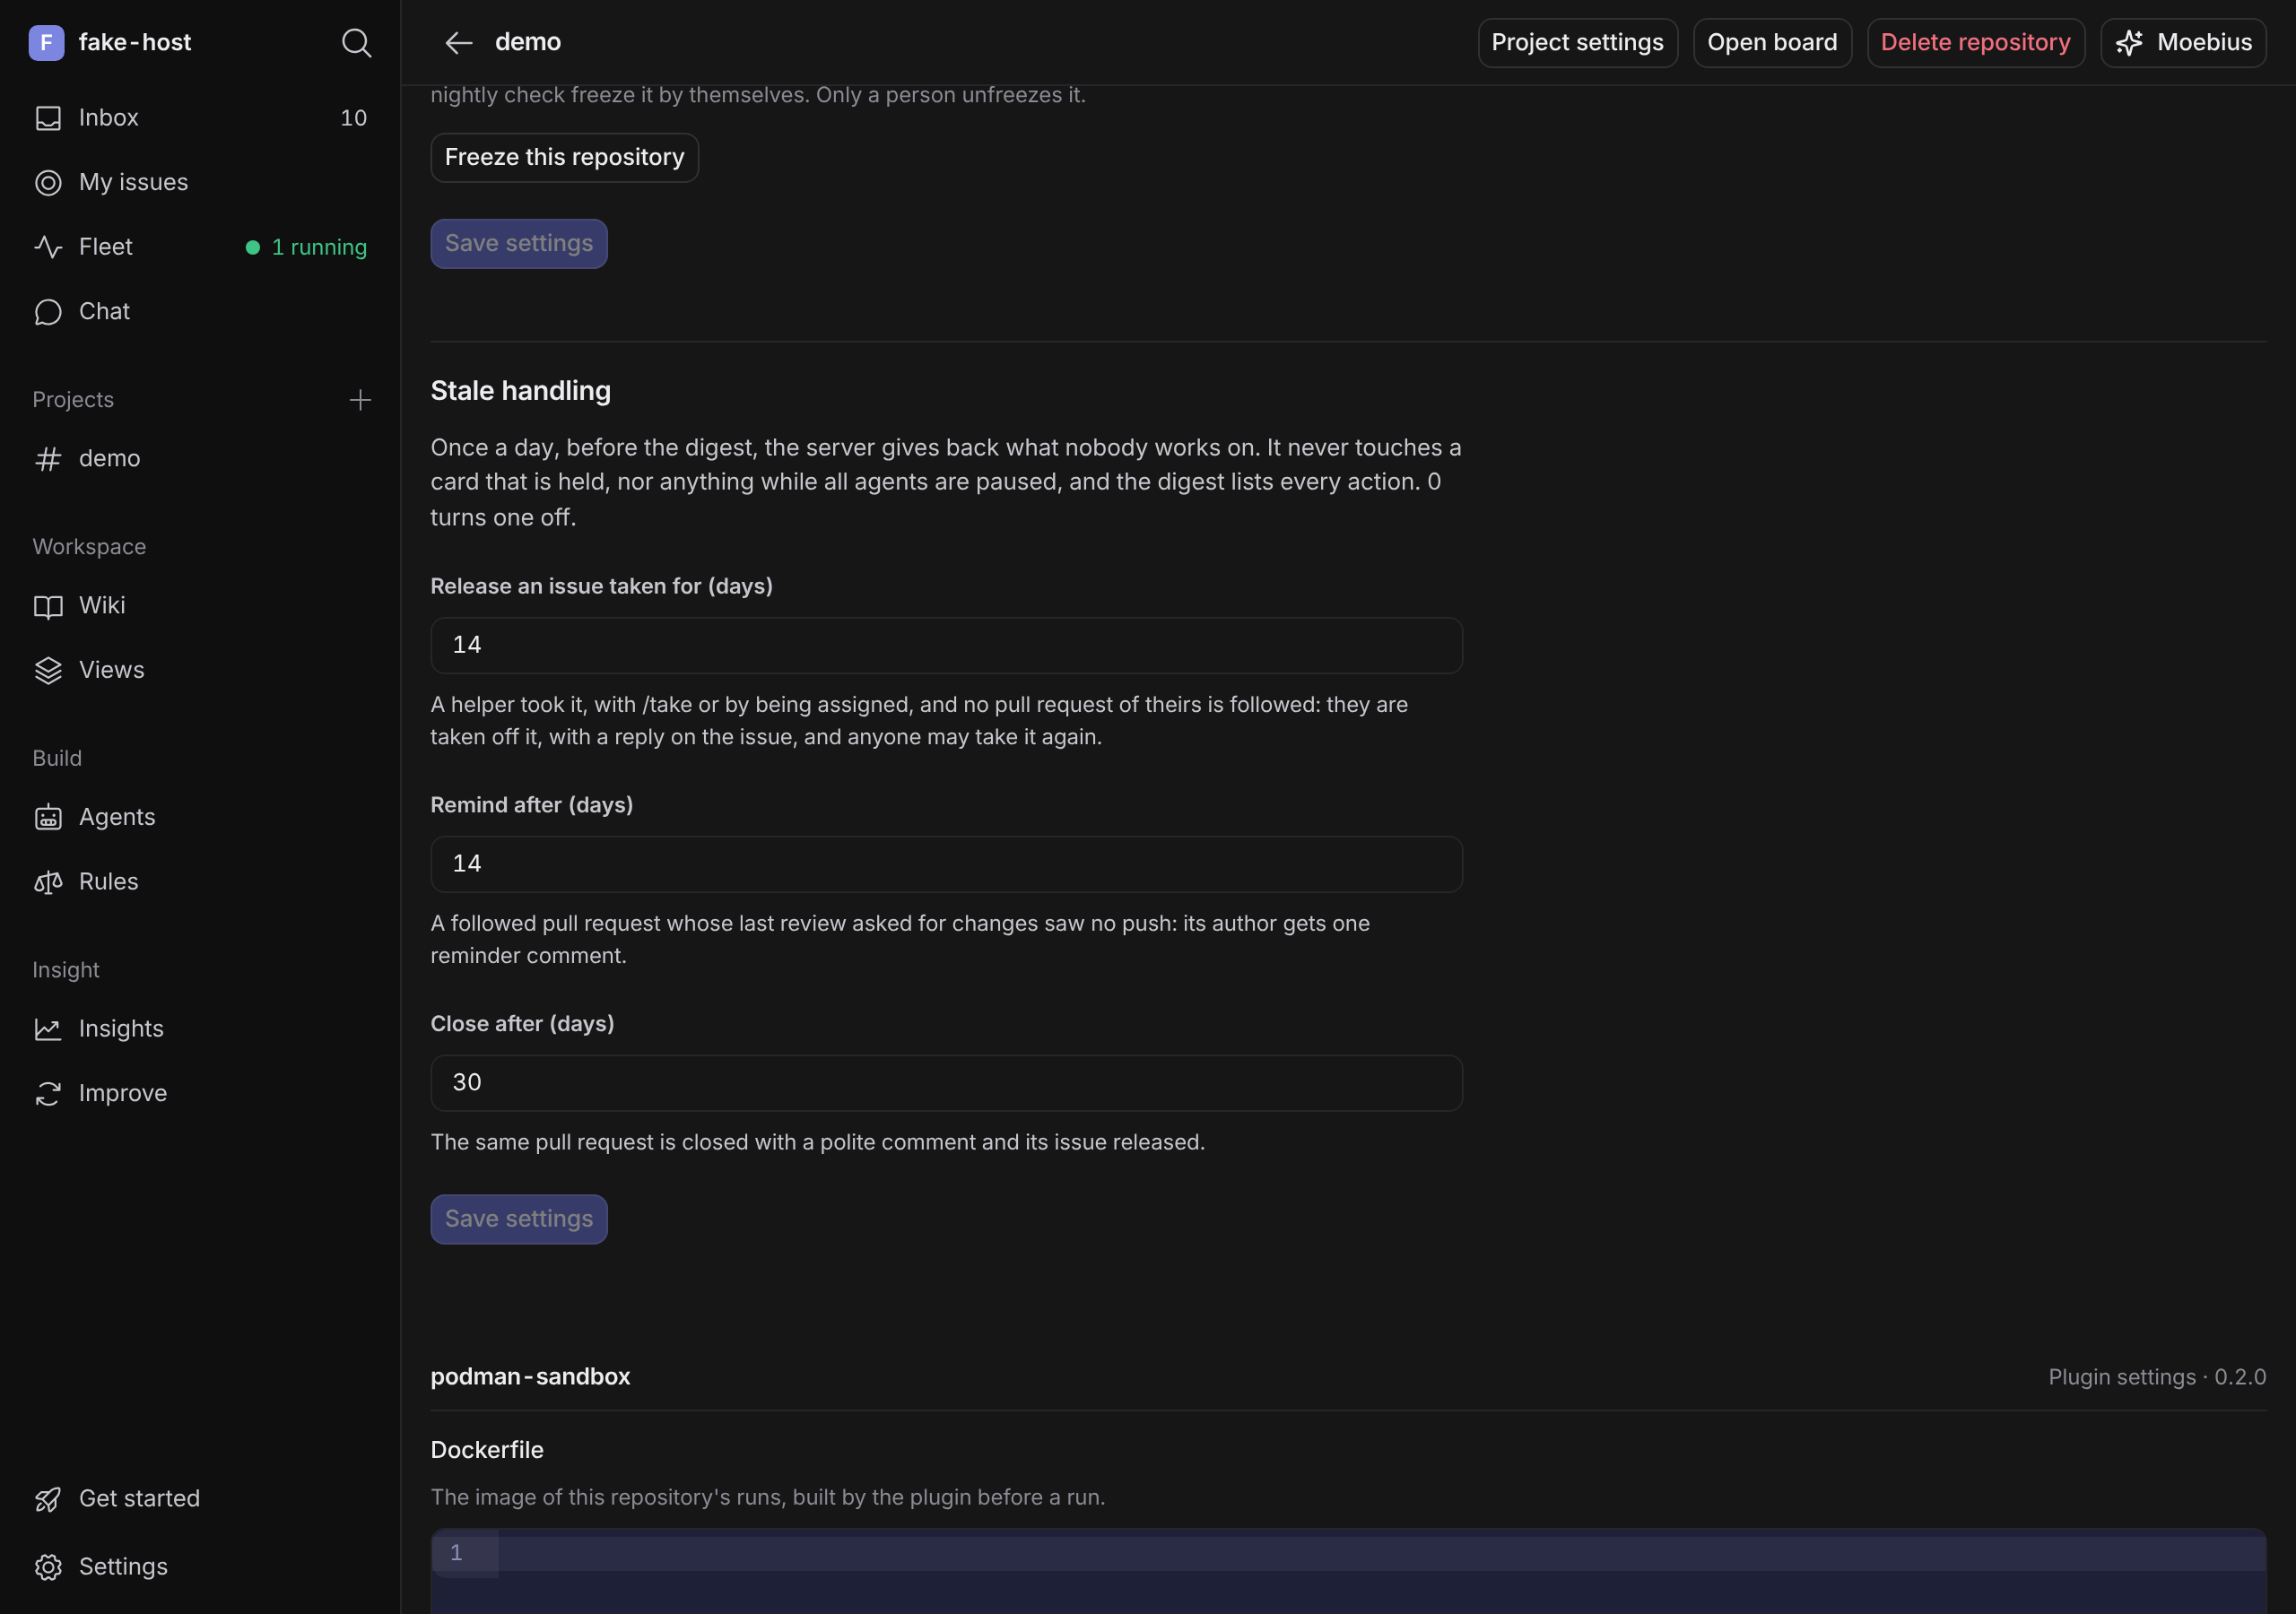 F fake-host
Inbox 10
My issues
Fleet 1 running
Chat
Projects
demo
Workspace
Wiki
Views
Build
Agents
Rules
Insight
Insights
Improve
Get started
Settings
demo
Project settings
Open board
Delete repository
Moebius
nightly check freeze it by themselves. Only a person unfreezes it.
Freeze this repository
Save settings
Stale handling
Once a day, before the digest, the server gives back what nobody works on. It never touches a
card that is held, nor anything while all agents are paused, and the digest lists every action. 0
turns one off.
Release an issue taken for (days)
14
A helper took it, with /take or by being assigned, and no pull request of theirs is followed: they are
taken off it, with a reply on the issue, and anyone may take it again.
Remind after (days)
14
A followed pull request whose last review asked for changes saw no push: its author gets one
reminder comment.
Close after (days)
30
The same pull request is closed with a polite comment and its issue released.
Save settings
podman-sandbox
Plugin settings · 0.2.0
Dockerfile
The image of this repository's runs, built by the plugin before a run.
1